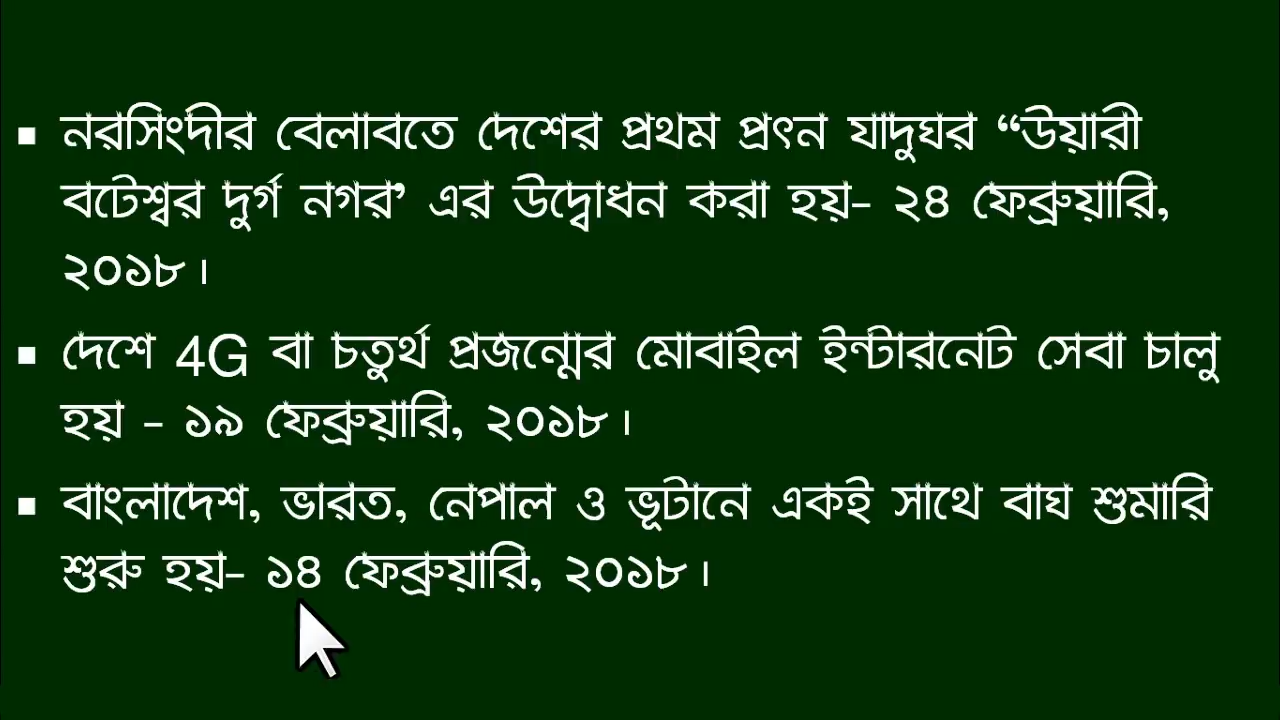 ▪ নরসিংদীর বেলাবতে দেশের প্রথম প্রৎন যাদুঘর “উয়ারী
বটেশ্বর দুর্গ নগর’ এর উদ্বোধন করা হয়- ২৪ ফেব্রুয়ারি,
২০১৮।
▪ দেশে 4G বা চতুর্থ প্রজন্মের মোবাইল ইন্টারনেট সেবা চালু
হয় - ১৯ ফেব্রুয়ারি, ২০১৮।
▪ বাংলাদেশ, ভারত, নেপাল ও ভূটানে একই সাথে বাঘ শুমারি
শুরু হয়- ১৪ ফেব্রুয়ারি, ২০১৮।